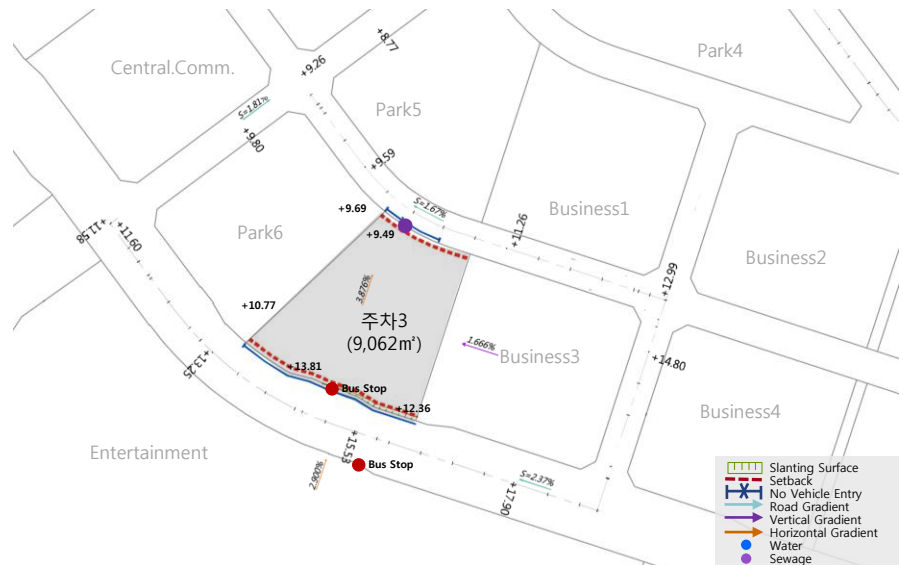 +8.77
Park4
Central.Comm.
+9.26
S=1.81%
Park5
+9.80
+9.59
+9.69
S=1.67%
Business1
+11.26
+11.58
+11.60
Park6
+9.49
Business2
+12.99
3.876%
+10.77
주차3
(9,062㎡)
1.666%
Business3
+14.80
+13.25
+13.81
Bus Stop
+12.36
Business4
Entertainment
+15.53
Bus Stop
2.900%
S=2.37%
+17.90
Slanting Surface
Setback
No Vehicle Entry
Road Gradient
Vertical Gradient
Horizontal Gradient
Water
Sewage